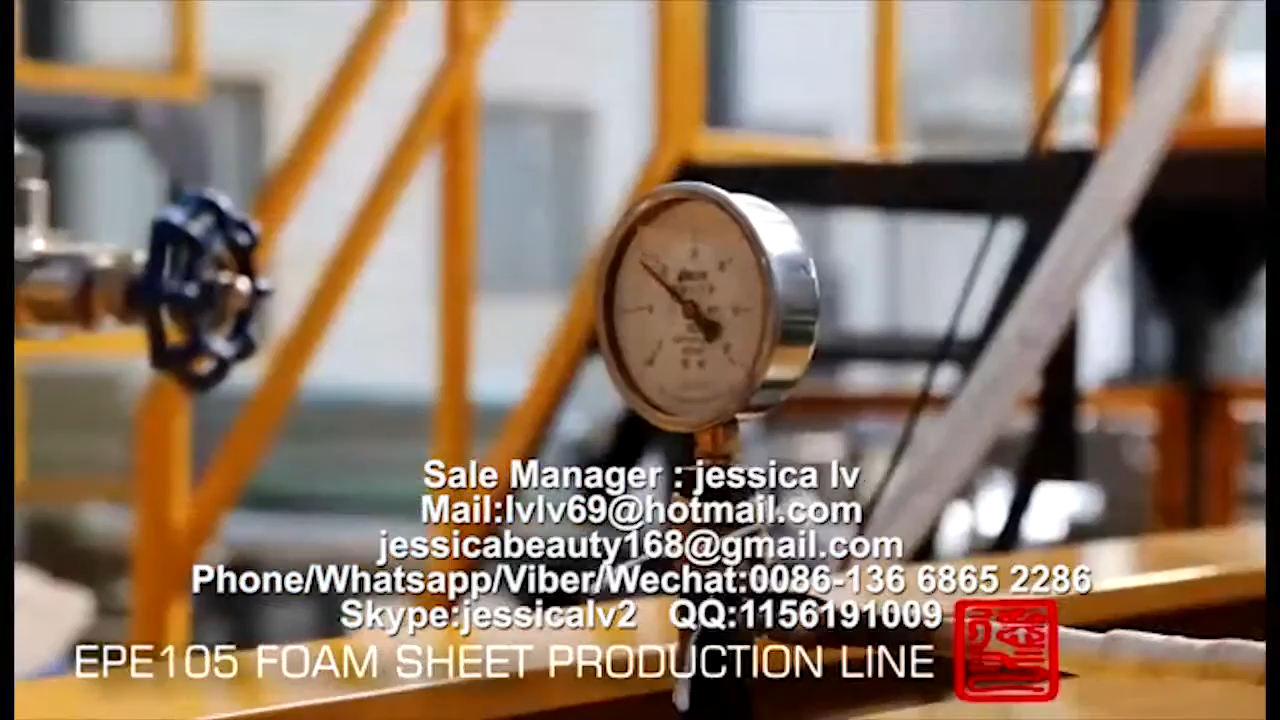 Sale Manager : jessica lv
Mail:lvlv69@hotmail.com
jessicabeauty168@gmail.com
Phone/Whatsapp/Viber/Wechat:0086-136 6865 2286
Skype:jessicalv2 QQ:1156191009
EPE105 FOAM SHEET PRODUCTION LINE